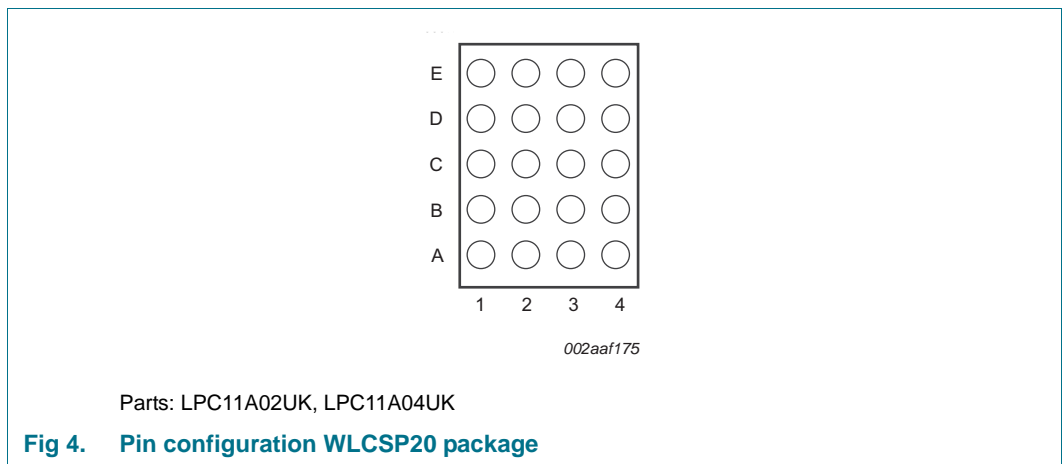 E
D
C
B
A
1 2 3 4
002aaf175
Parts: LPC11A02UK, LPC11A04UK
Fig 4. Pin configuration WLCSP20 package